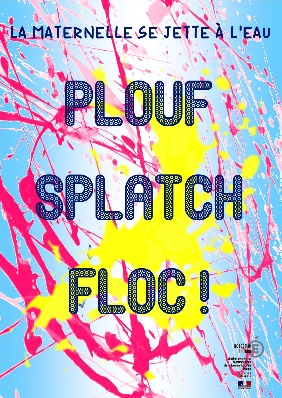 LA MATERNELLE SE JETTE À L'EAU
PLOUF
SPLATCH
FLOC !